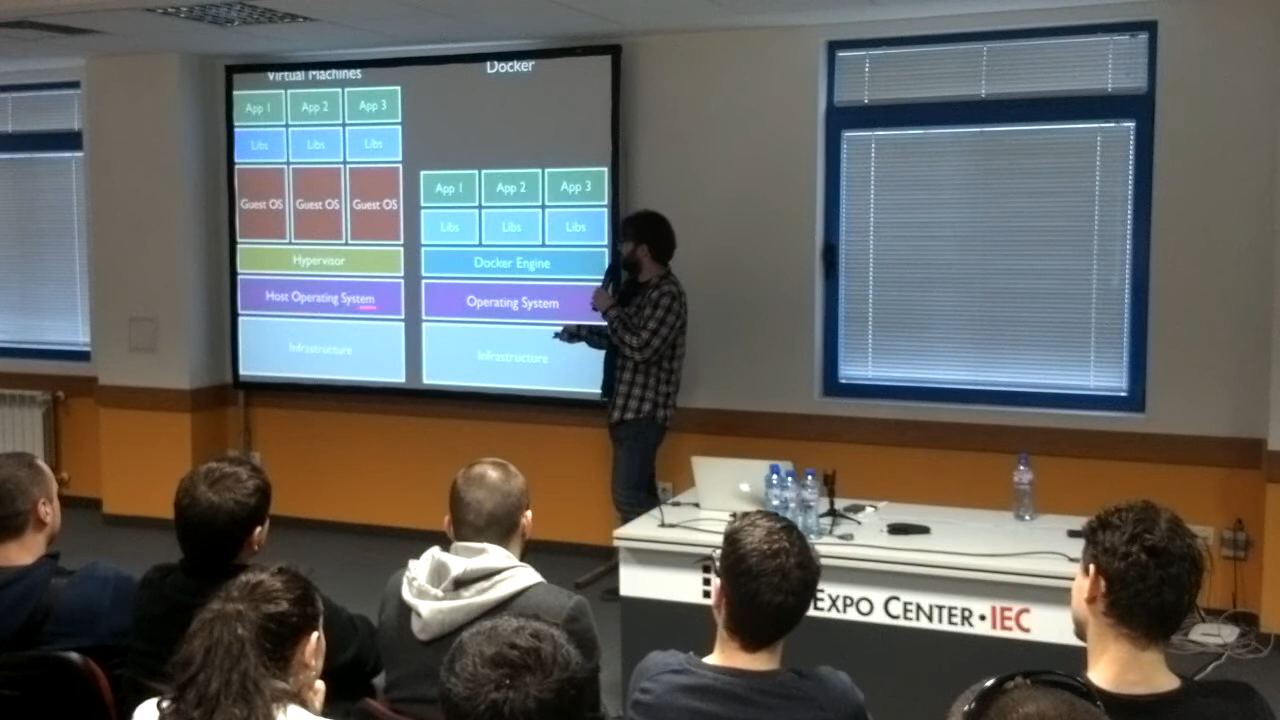 Virtual Machines
App 1 App 2 App 3
Libs Libs Libs
Guest OS Guest OS Guest OS
Hypervisor
Host Operating System
Infrastructure
Docker
App 1 App 2 App 3
Libs Libs Libs
Docker Engine
Operating System
Infrastructure
EXPO CENTER•IEC